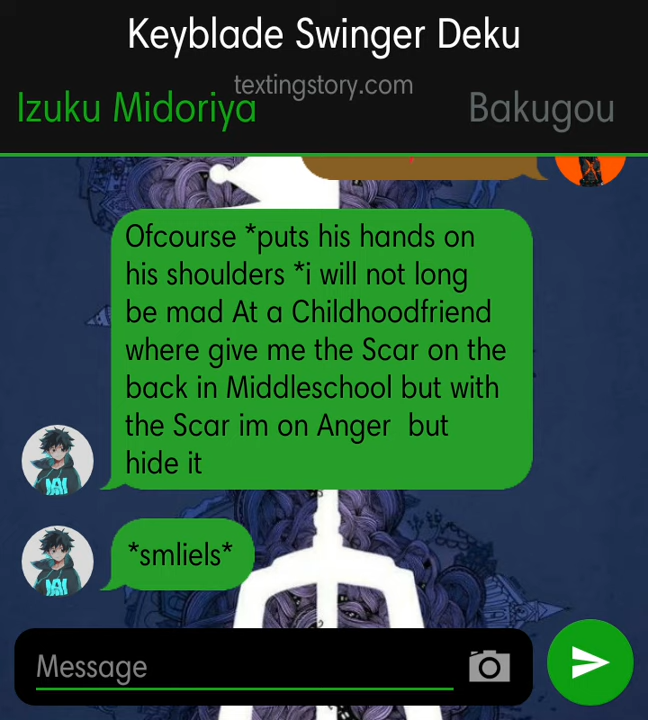 Keyblade Swinger Deku
textingstory.com
Izuku Midoriya
Bakugou
Ofcourse *puts his hands on
his shoulders *i will not long
be mad At a Childhoodfriend
where give me the Scar on the
back in Middleschool but with
the Scar im on Anger  but
hide it
*smliels*
Message